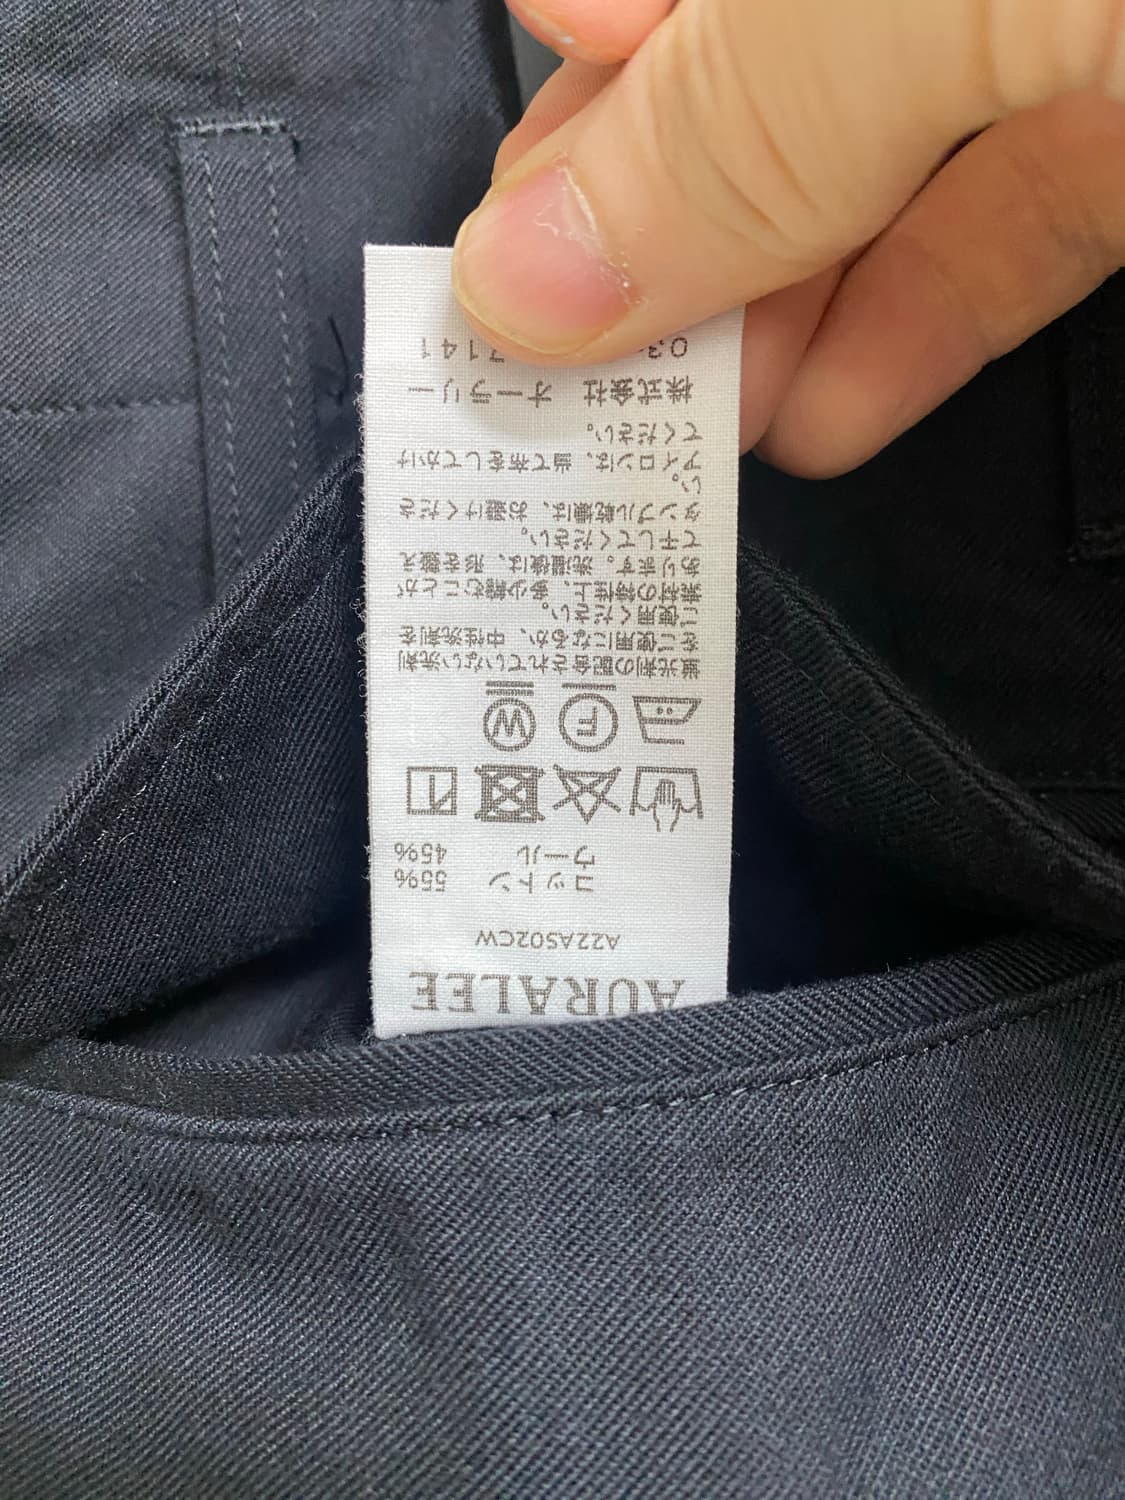 AURALEE
A22AS02CW
コットン 55%
ウール 45%
W F
蛍光剤の配合されていない洗剤
をご使用になるか、中性洗剤を
ご使用ください。
素材の特性上、多少縮むことが
あります。洗濯後は、形を整え
て干してください。
タンブル乾燥は、お避けくださ
い。
アイロンは、当て布をしてかけ
てください。
株式会社 オーラリー
03 7141